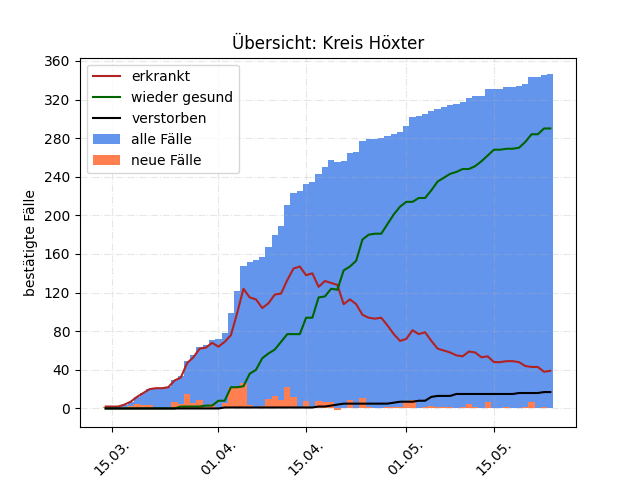 Übersicht: Kreis Höxter
bestätigte Fälle
360
320
280
240
200
160
120
80
40
0
erkrankt
wieder gesund
verstorben
alle Fälle
neue Fälle
15.03.
01.04.
15.04.
01.05.
15.05.